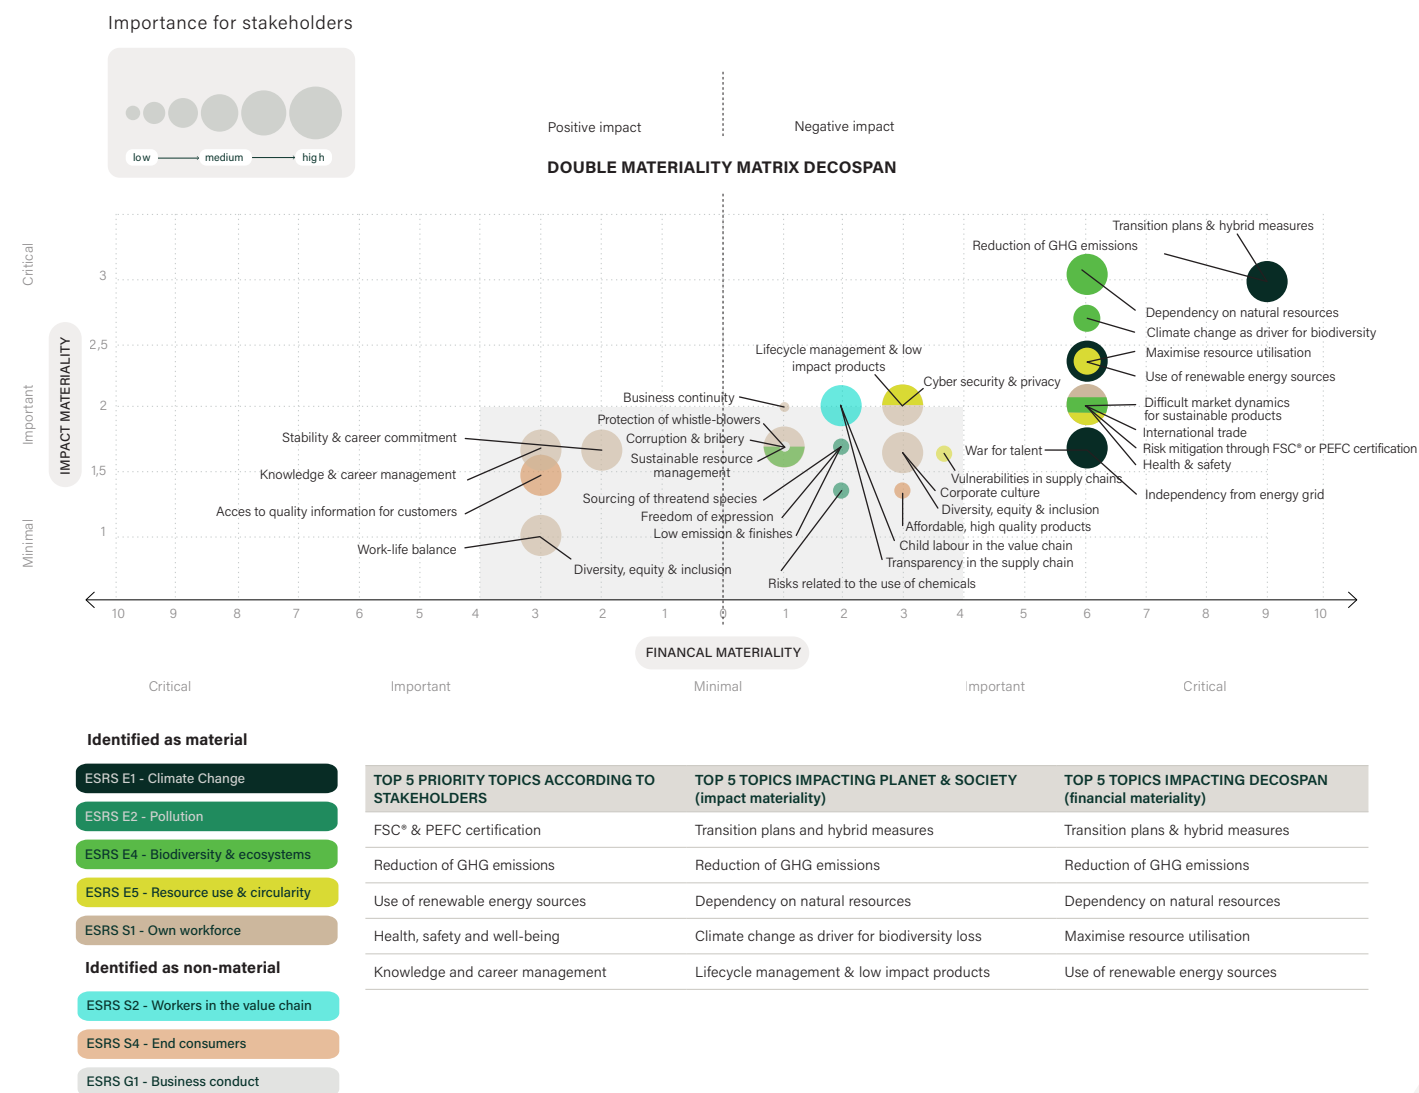 Importance for stakeholders
low
medium
high
Positive impact
Negative impact
DOUBLE MATERIALITY MATRIX DECOSPAN
IMPACT MATERIALITY
Critical
Important
Minimal
3
2,5
2
1,5
1
Transition plans & hybrid measures
Reduction of GHG emissions
Dependency on natural resources
Climate change as driver for biodiversity
Maximise resource utilisation
Use of renewable energy sources
Difficult market dynamics
for sustainable products
International trade
Risk mitigation through FSC® or PEFC certification
Health & safety
Independency from energy grid
War for talent
Lifecycle management & low
impact products
Cyber security & privacy
Business continuity
Protection of whistle-blowers
Corruption & bribery
Sustainable resource
management
Stability & career commitment
Knowledge & career management
Acces to quality information for customers
Work-life balance
Diversity, equity & inclusion
Sourcing of threatend species
Freedom of expression
Low emission & finishes
Risks related to the use of chemicals
Vulnerabilities in supply chains
Corporate culture
Diversity, equity & inclusion
Affordable, high quality products
Child labour in the value chain
Transparency in the supply chain
10 9 8 7 6 5 4 3 2 1 0 1 2 3 4 5 6 7 8 9 10
FINANCAL MATERIALITY
Critical Important Minimal Important Critical
Identified as material
ESRS E1 - Climate Change
ESRS E2 - Pollution
ESRS E4 - Biodiversity & ecosystems
ESRS E5 - Resource use & circularity
ESRS S1 - Own workforce
Identified as non-material
ESRS S2 - Workers in the value chain
ESRS S4 - End consumers
ESRS G1 - Business conduct
TOP 5 PRIORITY TOPICS ACCORDING TO
STAKEHOLDERS
FSC® & PEFC certification
Reduction of GHG emissions
Use of renewable energy sources
Health, safety and well-being
Knowledge and career management
TOP 5 TOPICS IMPACTING PLANET & SOCIETY
(impact materiality)
Transition plans and hybrid measures
Reduction of GHG emissions
Dependency on natural resources
Climate change as driver for biodiversity loss
Lifecycle management & low impact products
TOP 5 TOPICS IMPACTING DECOSPAN
(financial materiality)
Transition plans & hybrid measures
Reduction of GHG emissions
Dependency on natural resources
Maximise resource utilisation
Use of renewable energy sources